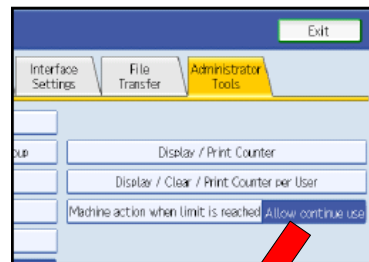 Exit
Interface Settings
File Transfer
Administrator Tools
oup
Display / Print Counter
Display / Clear / Print Counter per User
Machine action when limit is reached Allow continue use